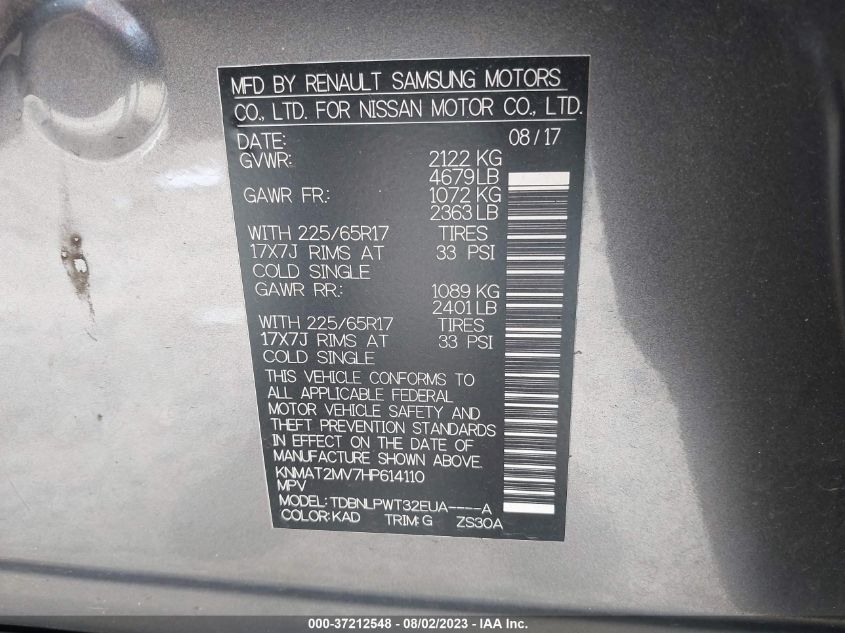 MFD BY RENAULT SAMSUNG MOTORS
CO., LTD. FOR NISSAN MOTOR CO., LTD.
DATE: 08/17
GVWR: 2122 KG
4679 LB
GAWR FR.: 1072 KG
2363 LB
WITH 225/65R17 TIRES
17X7J RIMS AT 33 PSI
COLD SINGLE
GAWR RR.: 1089 KG
2401 LB
WITH 225/65R17 TIRES
17X7J RIMS AT 33 PSI
COLD SINGLE
THIS VEHICLE CONFORMS TO
ALL APPLICABLE FEDERAL
MOTOR VEHICLE SAFETY AND
THEFT PREVENTION STANDARDS
IN EFFECT ON THE DATE OF
MANUFACTURE SHOWN ABOVE.
KNMAT2MV7HP614110
MPV
MODEL: TDBNLPWT32EUA----A
COLOR: KAD TRIM: G ZS30A
000-37212548 - 08/02/2023 - IAA Inc.